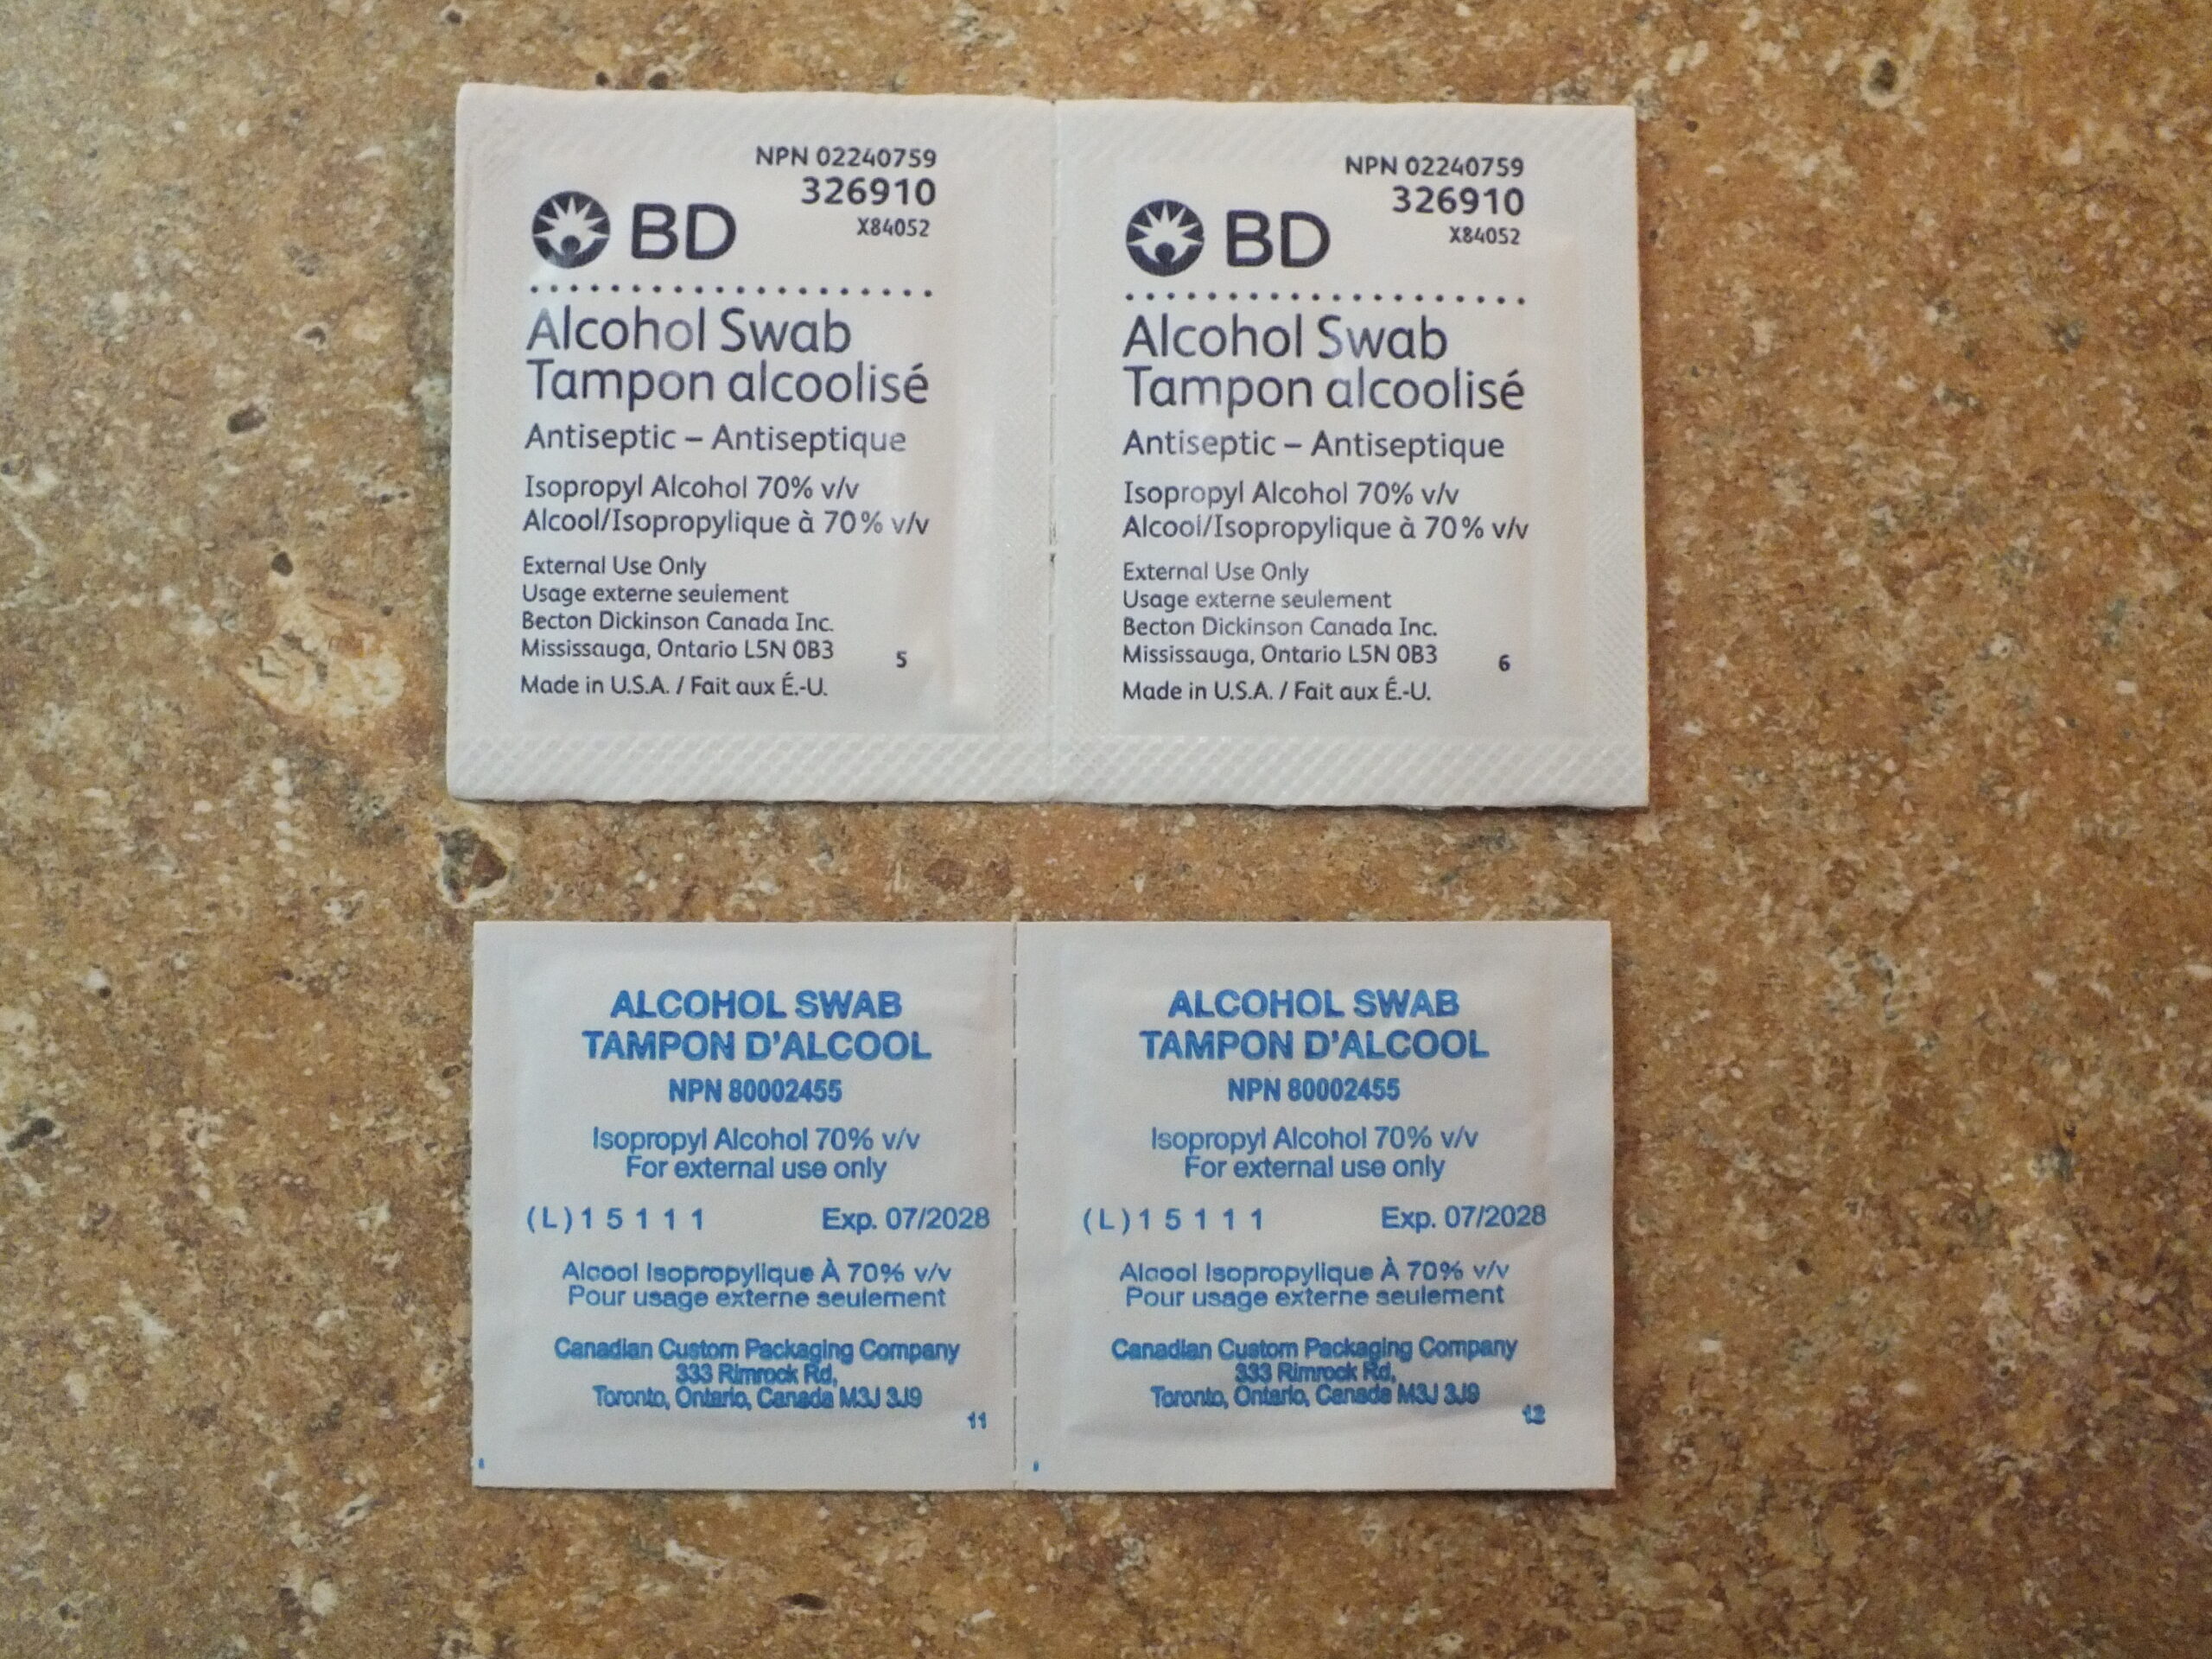 NPN 02240759
326910
X84052
BD
Alcohol Swab
Tampon alcoolisé
Antiseptic – Antiseptique
Isopropyl Alcohol 70% v/v
Alcool/Isopropylique à 70% v/v
External Use Only
Usage externe seulement
Becton Dickinson Canada Inc.
Mississauga, Ontario L5N 0B3
5
Made in U.S.A. / Fait aux É.-U.
NPN 02240759
326910
X84052
BD
Alcohol Swab
Tampon alcoolisé
Antiseptic – Antiseptique
Isopropyl Alcohol 70% v/v
Alcool/Isopropylique à 70% v/v
External Use Only
Usage externe seulement
Becton Dickinson Canada Inc.
Mississauga, Ontario L5N 0B3
6
Made in U.S.A. / Fait aux É.-U.
ALCOHOL SWAB
TAMPON D'ALCOOL
NPN 80002455
Isopropyl Alcohol 70% v/v
For external use only
(L)15111 Exp. 07/2028
Alcool Isopropylique À 70% v/v
Pour usage externe seulement
Canadian Custom Packaging Company
333 Rimrock Rd,
Toronto, Ontario, Canada M3J 3J9
11
ALCOHOL SWAB
TAMPON D'ALCOOL
NPN 80002455
Isopropyl Alcohol 70% v/v
For external use only
(L)15111 Exp. 07/2028
Alcool Isopropylique À 70% v/v
Pour usage externe seulement
Canadian Custom Packaging Company
333 Rimrock Rd,
Toronto, Ontario, Canada M3J 3J9
12